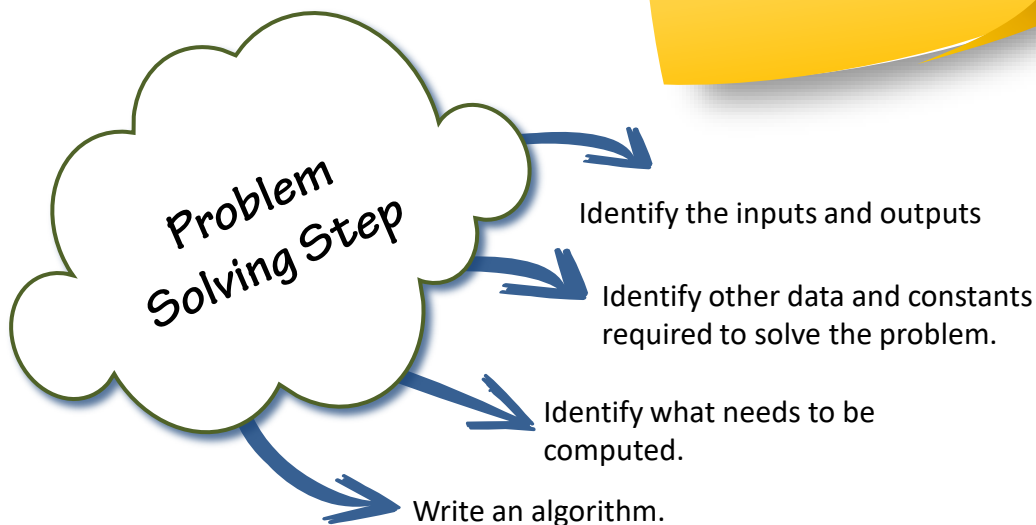 Problem
Solving Step
Identify the inputs and outputs
Identify other data and constants
required to solve the problem.
Identify what needs to be
computed.
Write an algorithm.